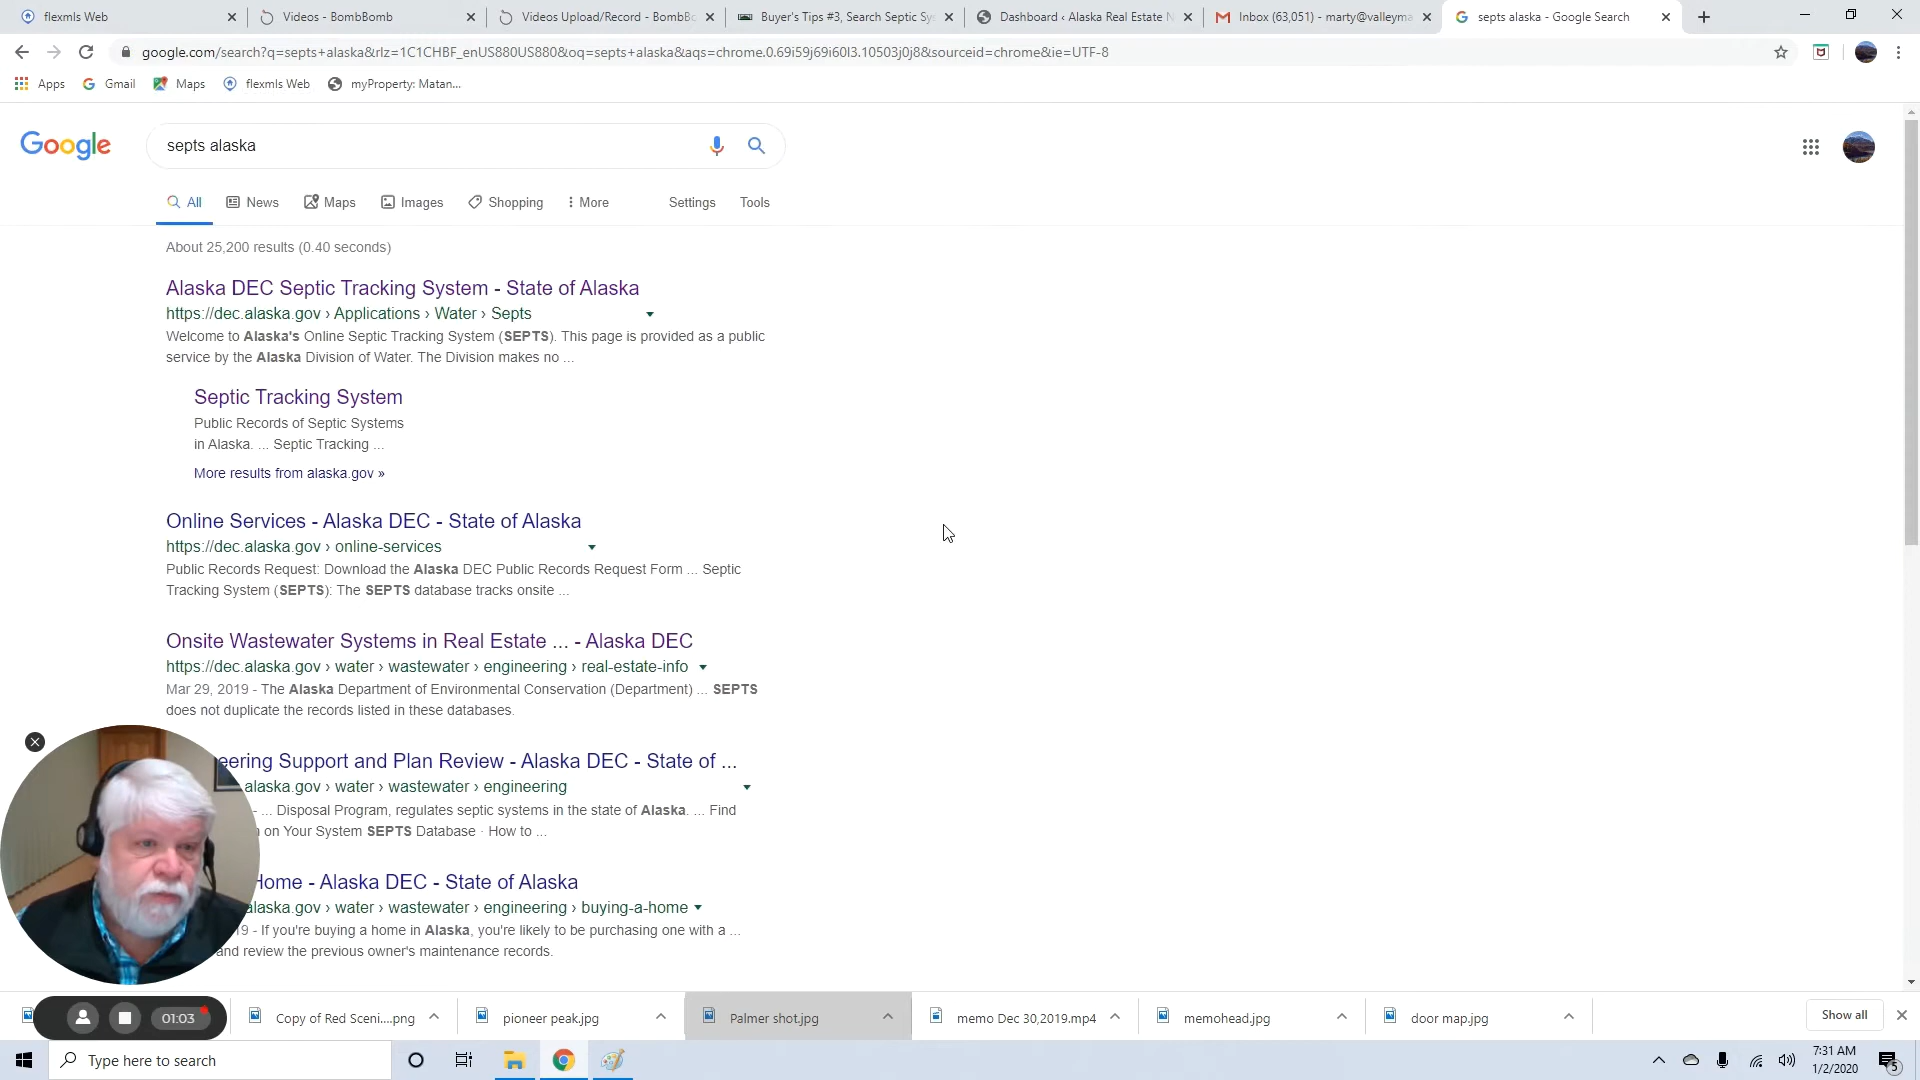 flexmls Web
Videos - BombBomb
Videos Upload/Record - BombBo
Buyer's Tips #3, Search Septic Sys
Dashboard ‹ Alaska Real Estate N
Inbox (63,051) - marty@valleyma
septs alaska - Google Search
google.com/search?q=septs+alaska&rlz=1C1CHBF_enUS880US880&oq=septs+alaska&aqs=chrome.0.69i59j69i60l3.10503j0j8&sourceid=chrome&ie=UTF-8
Apps
Gmail
Maps
flexmls Web
myProperty: Matan...
Google
septs alaska
All
News
Maps
Images
Shopping
More
Settings
Tools
About 25,200 results (0.40 seconds)
Alaska DEC Septic Tracking System - State of Alaska
https://dec.alaska.gov › Applications › Water › Septs
Welcome to Alaska's Online Septic Tracking System (SEPTS). This page is provided as a public
service by the Alaska Division of Water. The Division makes no ...
Septic Tracking System
Public Records of Septic Systems
in Alaska. ... Septic Tracking ...
More results from alaska.gov »
Online Services - Alaska DEC - State of Alaska
https://dec.alaska.gov › online-services
Public Records Request: Download the Alaska DEC Public Records Request Form ... Septic
Tracking System (SEPTS): The SEPTS database tracks onsite ...
Onsite Wastewater Systems in Real Estate ... - Alaska DEC
https://dec.alaska.gov › water › wastewater › engineering › real-estate-info
Mar 29, 2019 - The Alaska Department of Environmental Conservation (Department) ... SEPTS
does not duplicate the records listed in these databases.
eering Support and Plan Review - Alaska DEC - State of ...
alaska.gov › water › wastewater › engineering
- ... Disposal Program, regulates septic systems in the state of Alaska. ... Find
n on Your System SEPTS Database · How to ...
Home - Alaska DEC - State of Alaska
alaska.gov › water › wastewater › engineering › buying-a-home
19 - If you're buying a home in Alaska, you're likely to be purchasing one with a ...
and review the previous owner's maintenance records.
01:03
Copy of Red Sceni....png
pioneer peak.jpg
Palmer shot.jpg
memo Dec 30,2019.mp4
memohead.jpg
door map.jpg
Show all
Type here to search
7:31 AM
1/2/2020
5